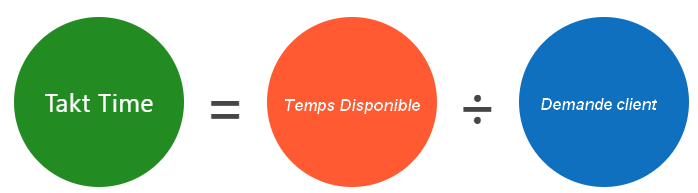 Takt Time = Temps Disponible ÷ Demande client